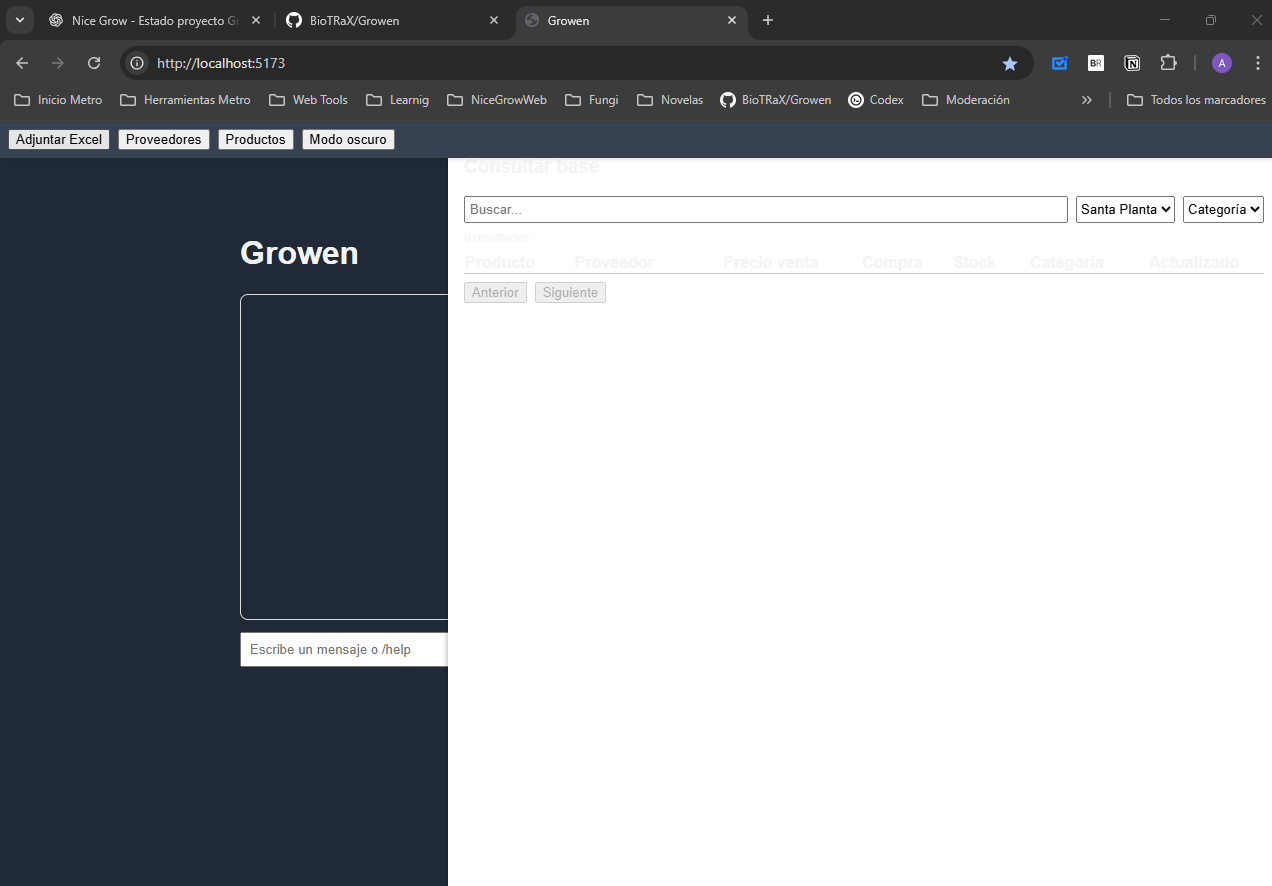 Nice Grow - Estado proyecto G
BioTRaX/Growen
Growen
http://localhost:5173
Inicio Metro
Herramientas Metro
Web Tools
Learnig
NiceGrowWeb
Fungi
Novelas
BioTRaX/Growen
Codex
Moderación
Todos los marcadores
Adjuntar Excel
Proveedores
Productos
Modo oscuro
Growen
Escribe un mensaje o /help
Consultar base
Buscar...
Santa Planta
Categoría
0 resultados
Producto Proveedor Precio venta Compra Stock Categoría Actualizado
Anterior
Siguiente